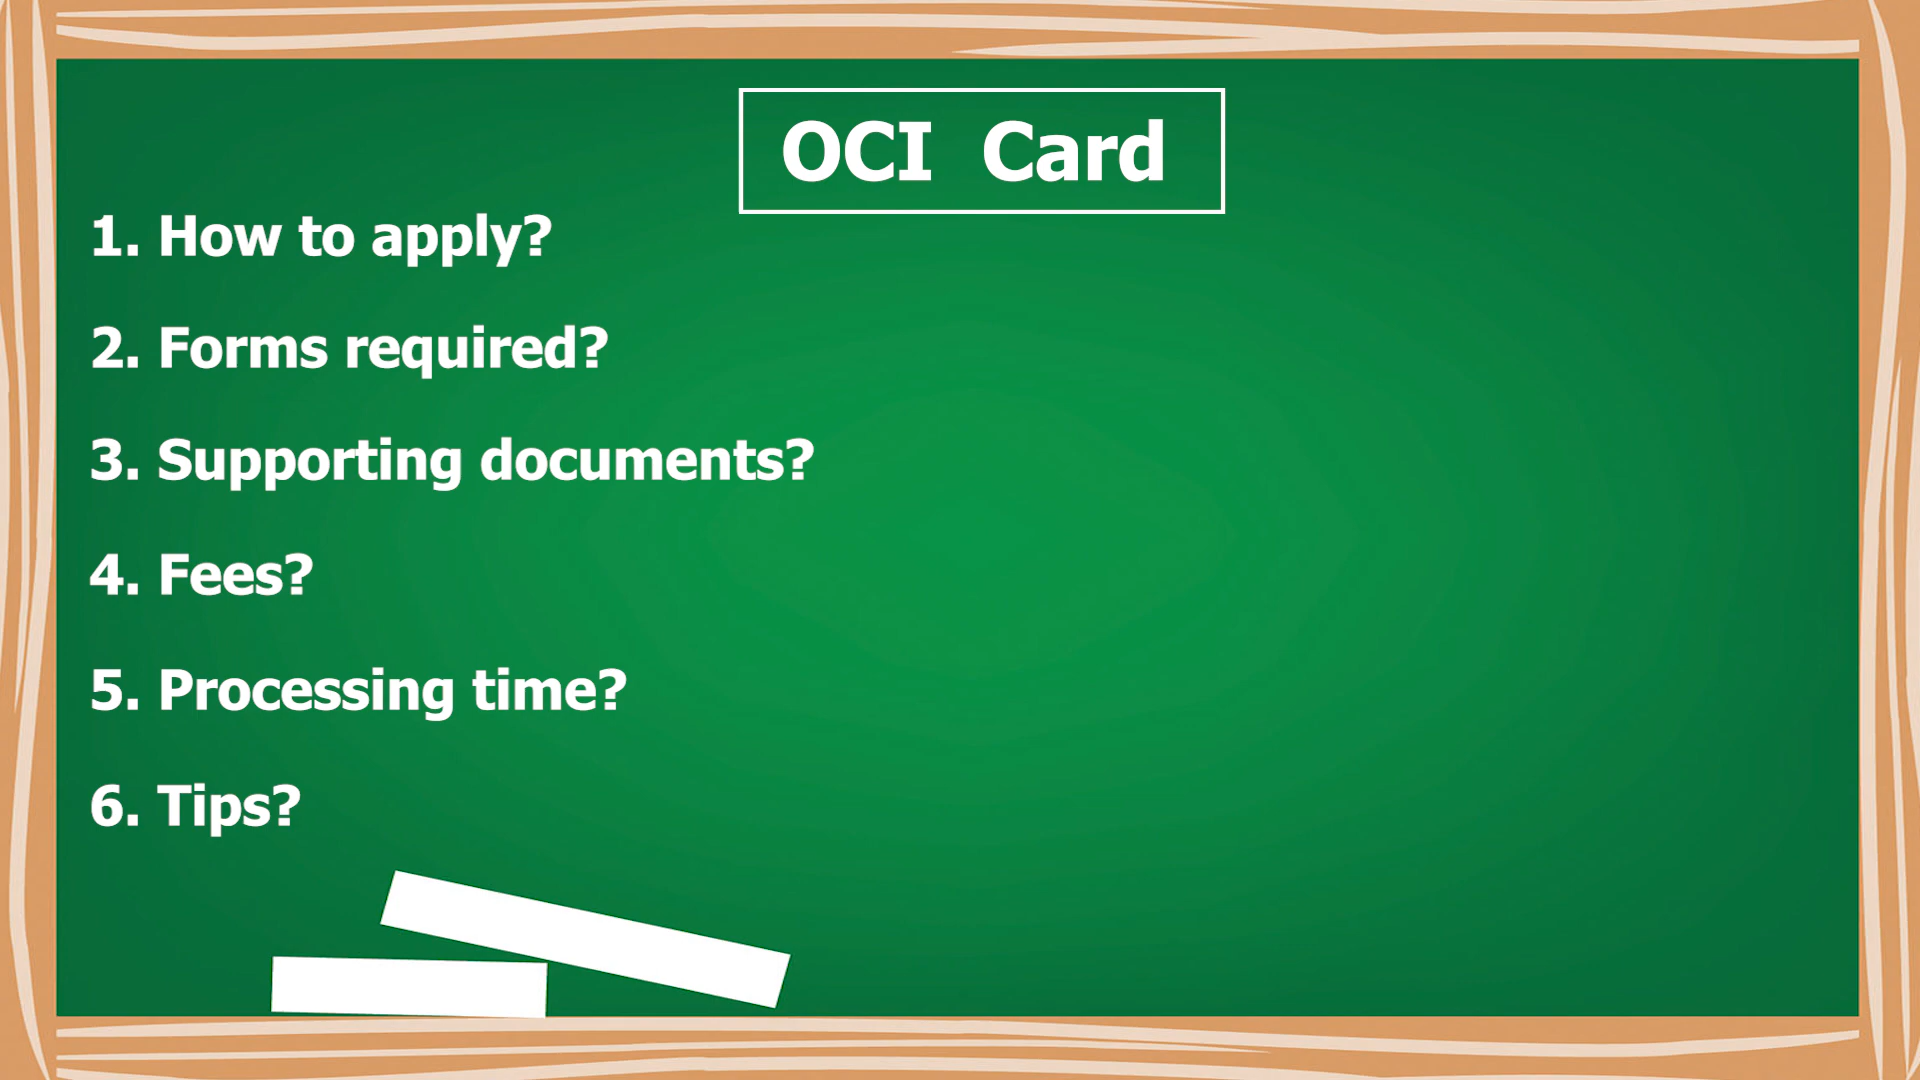 OCI Card
1. How to apply?
2. Forms required?
3. Supporting documents?
4. Fees?
5. Processing time?
6. Tips?